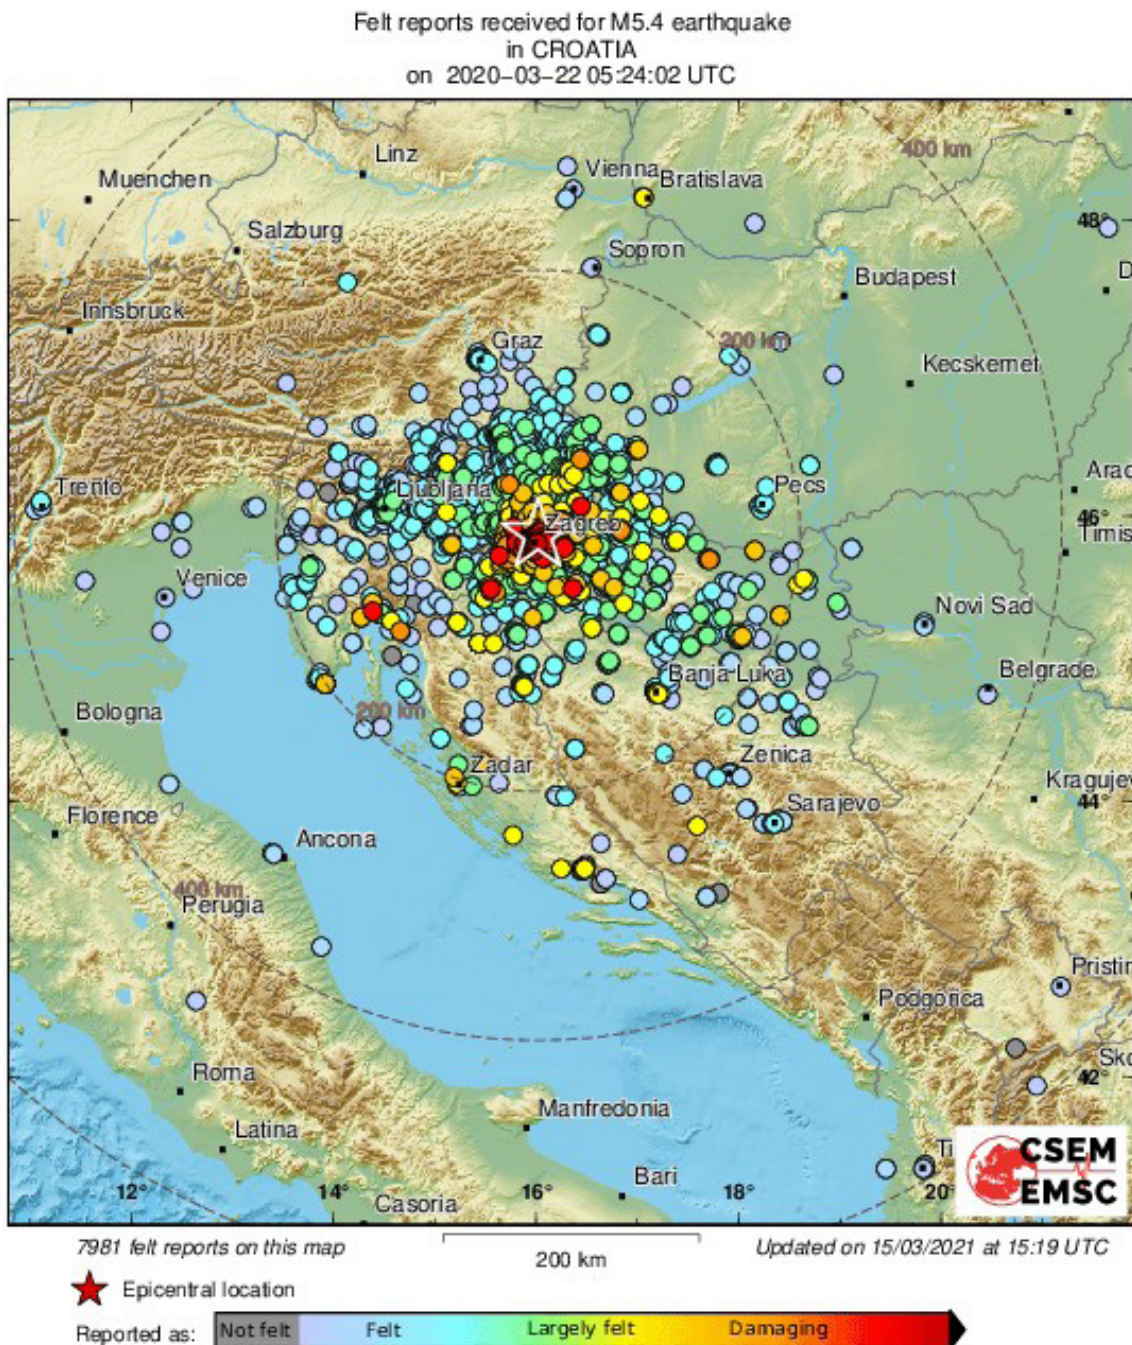 Felt reports received for M5.4 earthquake
in CROATIA
on 2020-03-22 05:24:02 UTC
400 km
Linz
Vienna
Muenchen
Bratislava
48°
Salzburg
Sopron
Budapest
D
Innsbruck
Graz
200 km
Kecskemet
Trento
Ljubljana
Pecs
Arac
Zagreb
46°
Timis
Venice
Novi Sad
Banja Luka
Belgrade
Bologna
200 km
Zadar
Zenica
Kragujev
Florence
Sarajevo
44°
Ancona
400 km
Perugia
Pristin
Podgorica
Roma
42°
Sko
Manfredonia
Latina
Ti
CSEM
EMSC
Bari
12°
14°
16°
18°
20°
Casoria
7981 felt reports on this map
200 km
Updated on 15/03/2021 at 15:19 UTC
Epicentral location
Reported as:
Not felt
Felt
Largely felt
Damaging